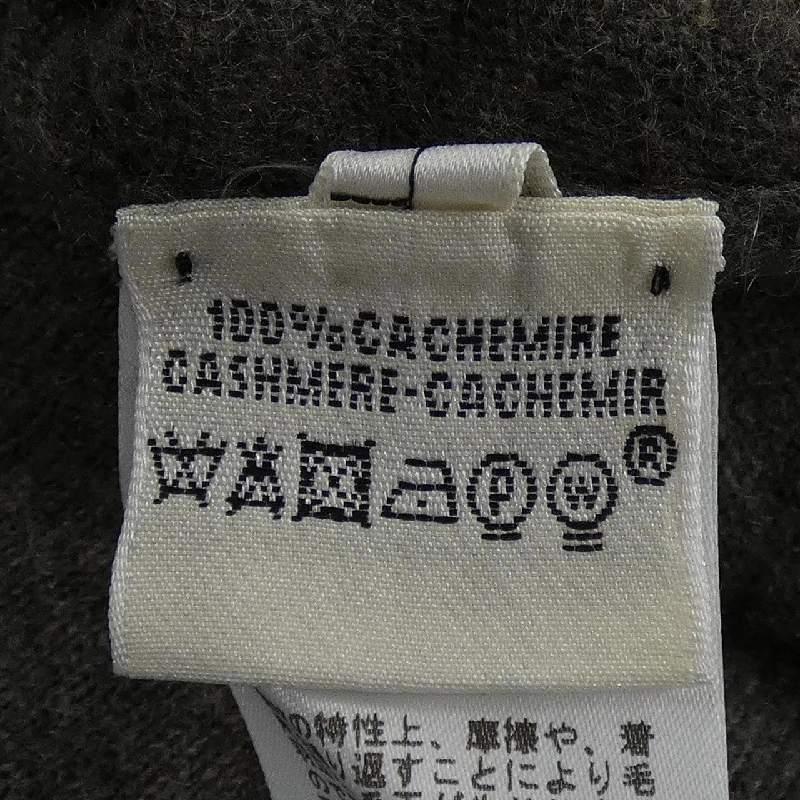 100%CACHEMIRE
CASHMERE-CACHEMIR
P W ®
の特性上、摩擦や、着
り返すことにより毛